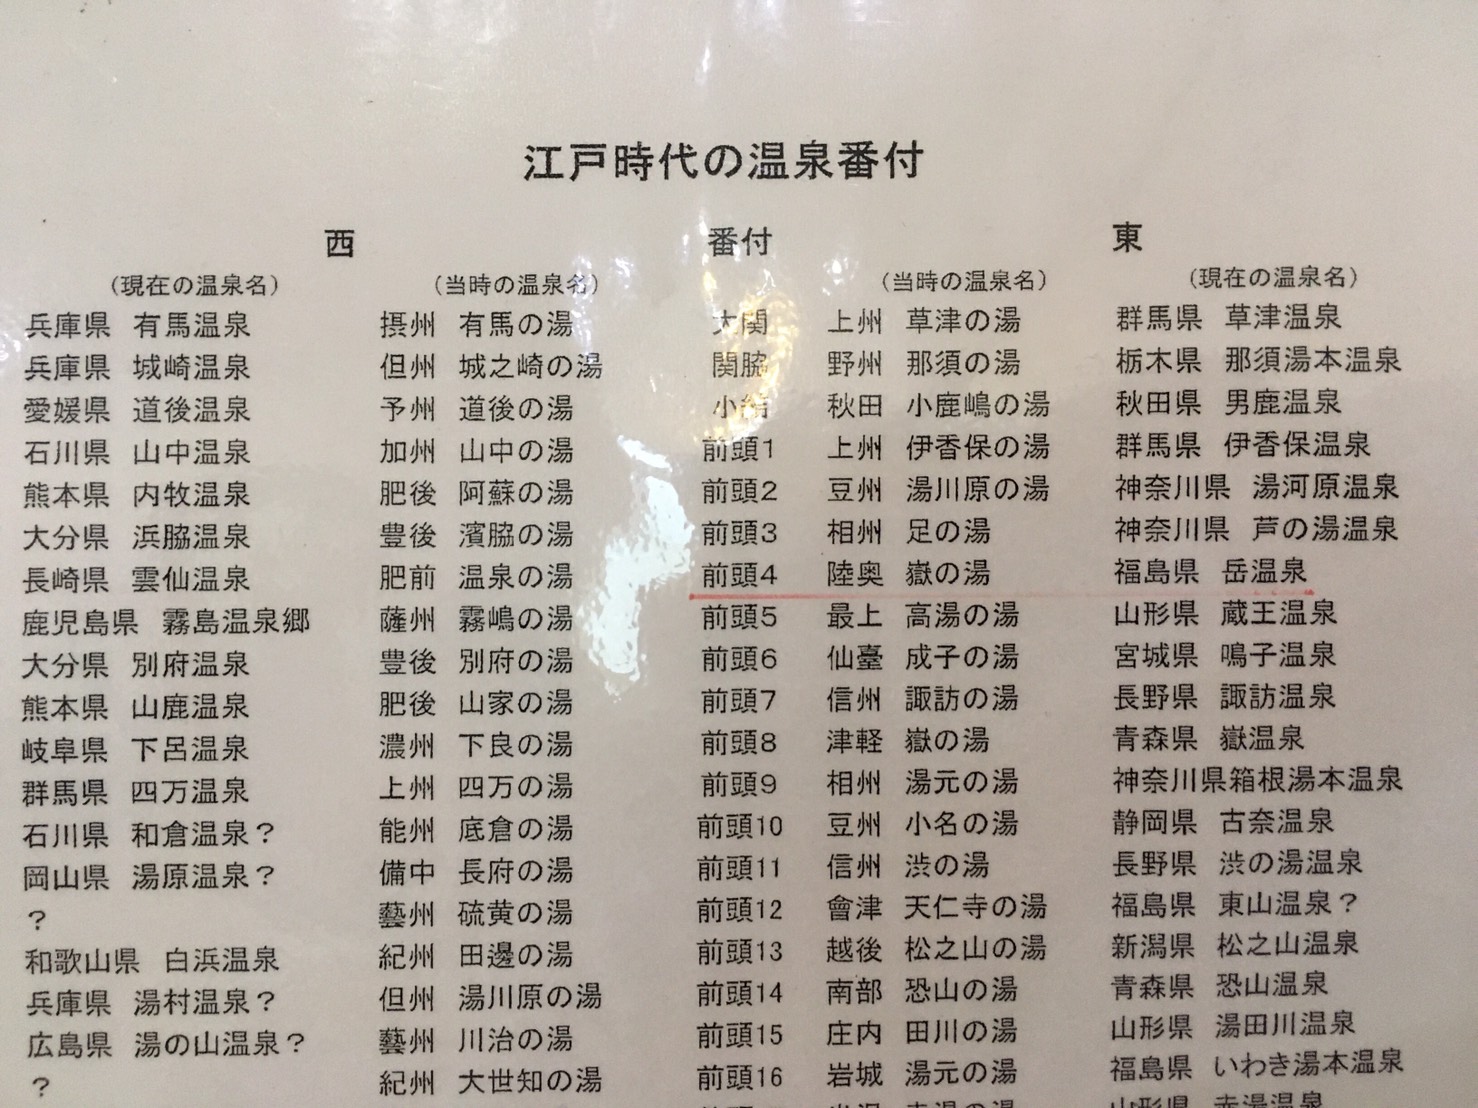 江戸時代の温泉番付
西 番付 東
(現在の温泉名) (当時の温泉名) (当時の温泉名) (現在の温泉名)
兵庫県 有馬温泉 摂州 有馬の湯 大関 上州 草津の湯 群馬県 草津温泉
兵庫県 城崎温泉 但州 城之崎の湯 関脇 野州 那須の湯 栃木県 那須湯本温泉
愛媛県 道後温泉 予州 道後の湯 小結 秋田 小鹿嶋の湯 秋田県 男鹿温泉
石川県 山中温泉 加州 山中の湯 前頭1 上州 伊香保の湯 群馬県 伊香保温泉
熊本県 内牧温泉 肥後 阿蘇の湯 前頭2 豆州 湯川原の湯 神奈川県 湯河原温泉
大分県 浜脇温泉 豊後 濱脇の湯 前頭3 相州 足の湯 神奈川県 芦の湯温泉
長崎県 雲仙温泉 肥前 温泉の湯 前頭4 陸奥 嶽の湯 福島県 岳温泉
鹿児島県 霧島温泉郷 薩州 霧嶋の湯 前頭5 最上 高湯の湯 山形県 蔵王温泉
大分県 別府温泉 豊後 別府の湯 前頭6 仙臺 成子の湯 宮城県 鳴子温泉
熊本県 山鹿温泉 肥後 山家の湯 前頭7 信州 諏訪の湯 長野県 諏訪温泉
岐阜県 下呂温泉 濃州 下良の湯 前頭8 津軽 嶽の湯 青森県 嶽温泉
群馬県 四万温泉 上州 四万の湯 前頭9 相州 湯元の湯 神奈川県箱根湯本温泉
石川県 和倉温泉? 能州 底倉の湯 前頭10 豆州 小名の湯 静岡県 古奈温泉
岡山県 湯原温泉? 備中 長府の湯 前頭11 信州 渋の湯 長野県 渋の湯温泉
? 藝州 硫黄の湯 前頭12 會津 天仁寺の湯 福島県 東山温泉?
和歌山県 白浜温泉 紀州 田邊の湯 前頭13 越後 松之山の湯 新潟県 松之山温泉
兵庫県 湯村温泉? 但州 湯川原の湯 前頭14 南部 恐山の湯 青森県 恐山温泉
広島県 湯の山温泉? 藝州 川治の湯 前頭15 庄内 田川の湯 山形県 湯田川温泉
? 紀州 大世知の湯 前頭16 岩城 湯元の湯 福島県 いわき湯本温泉